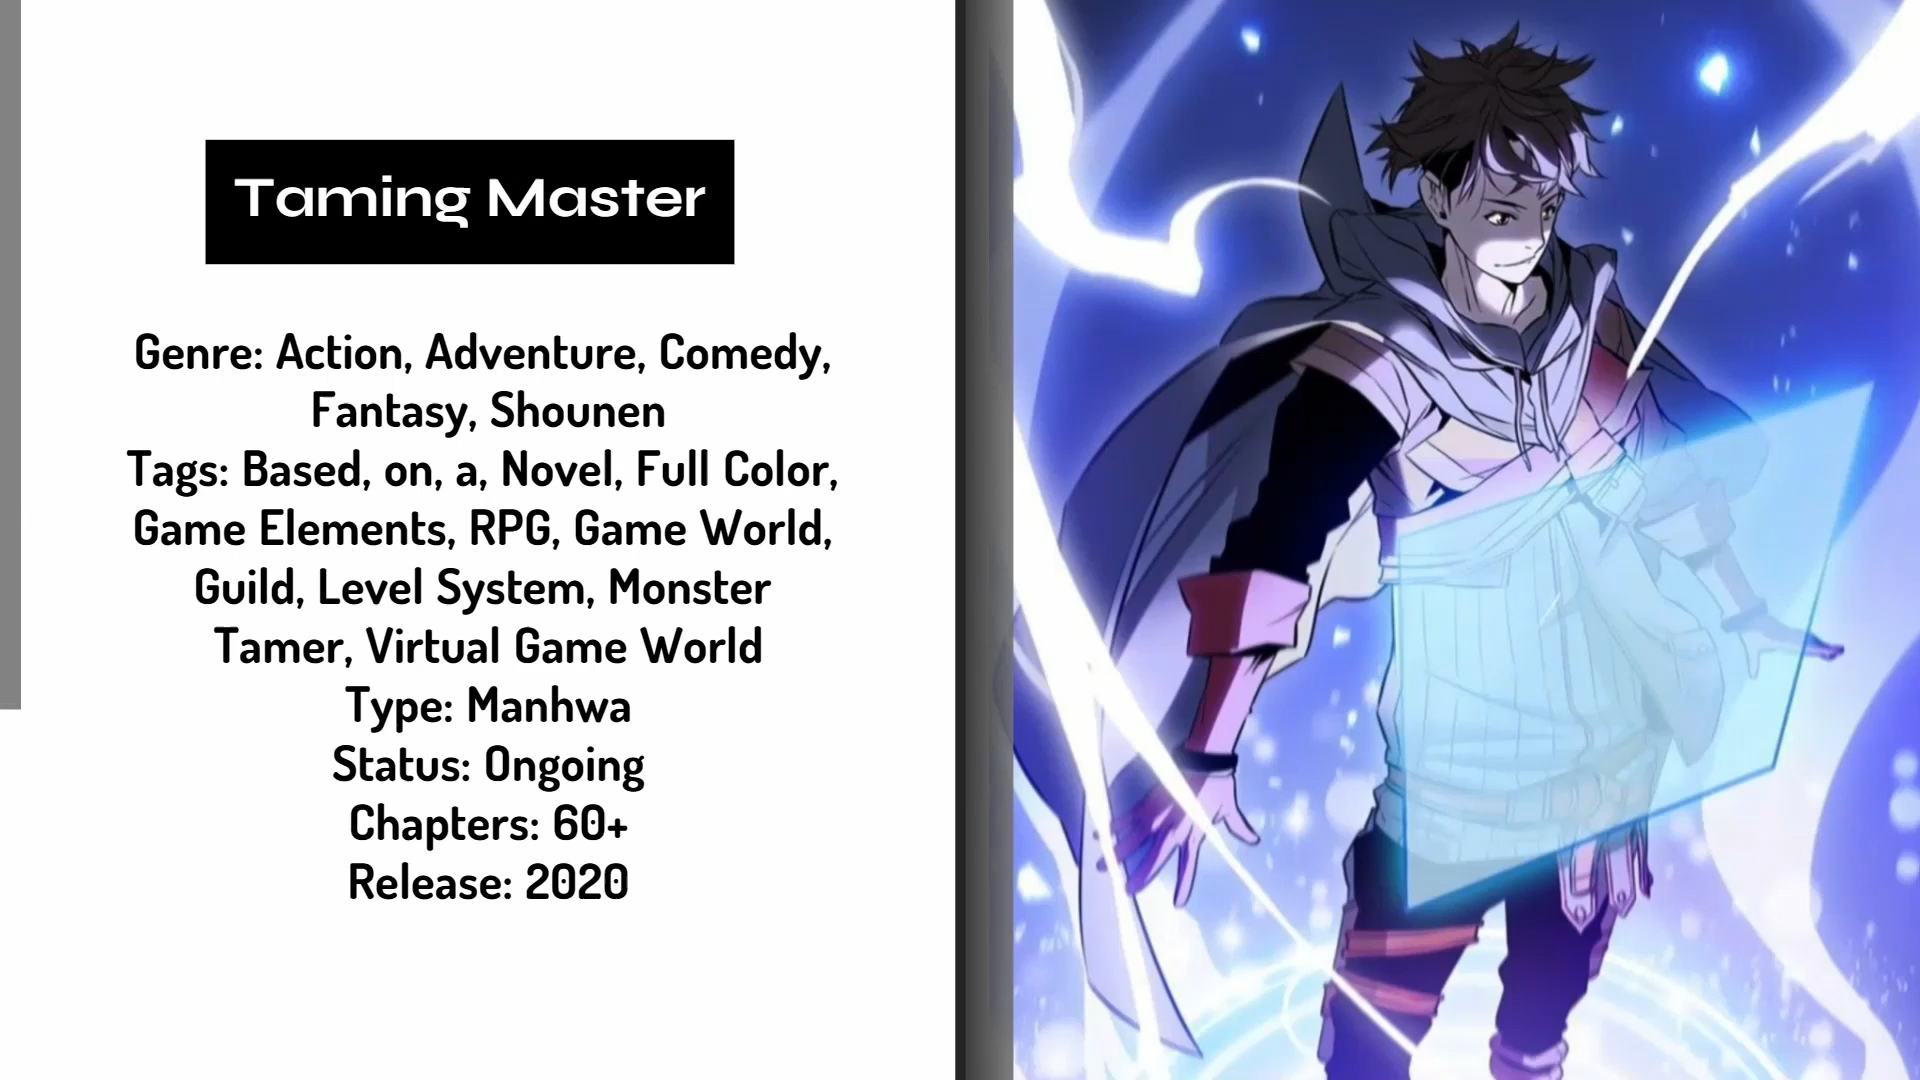 Taming Master
Genre: Action, Adventure, Comedy,
Fantasy, Shounen
Tags: Based, on, a, Novel, Full Color,
Game Elements, RPG, Game World,
Guild, Level System, Monster
Tamer, Virtual Game World
Type: Manhwa
Status: Ongoing
Chapters: 60+
Release: 2020